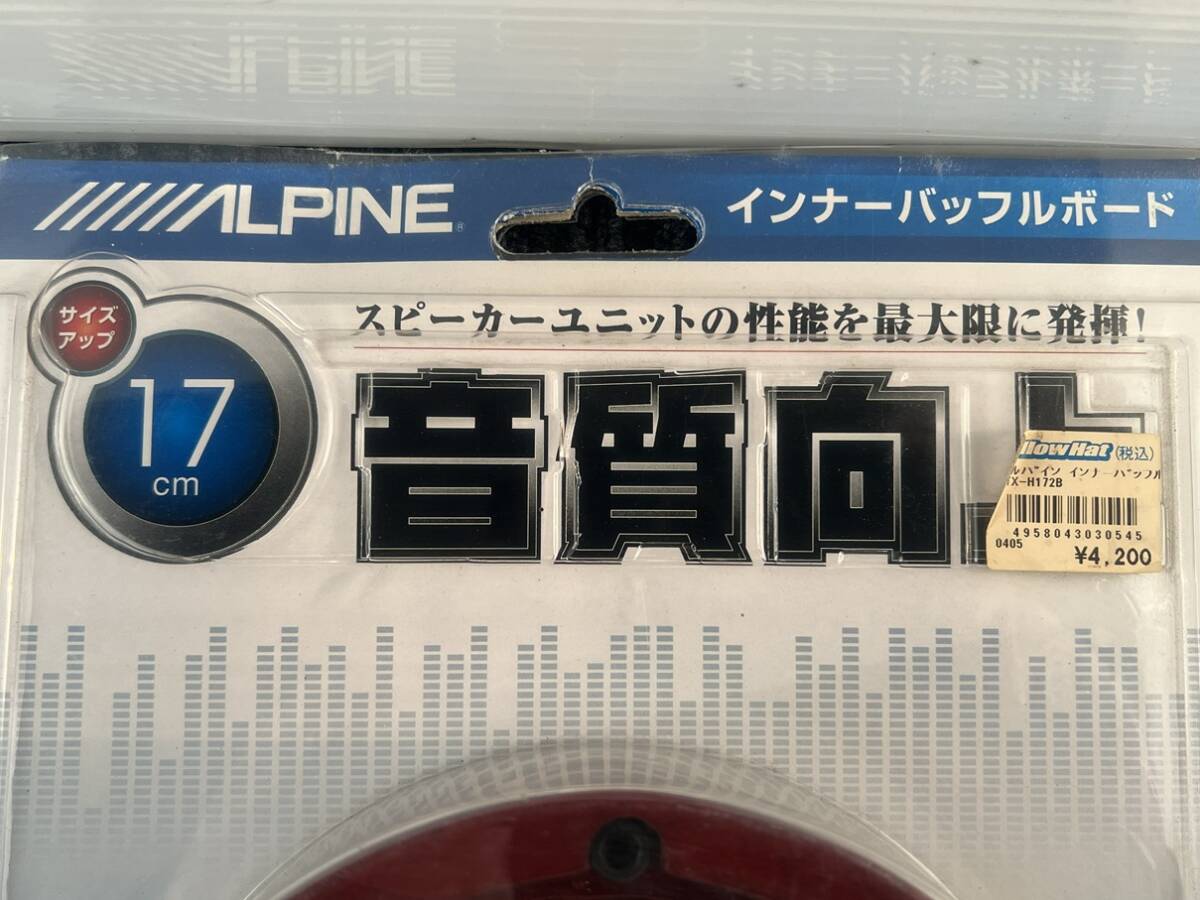 ALPINE®
インナーバッフルボード
サイズ
アップ
17
cm
スピーカーユニットの性能を最大限に発揮!
音質向上
llowHat (税込)
ルパイン インナーバッフル
X-H172B
4958043030545
0405
¥4,200